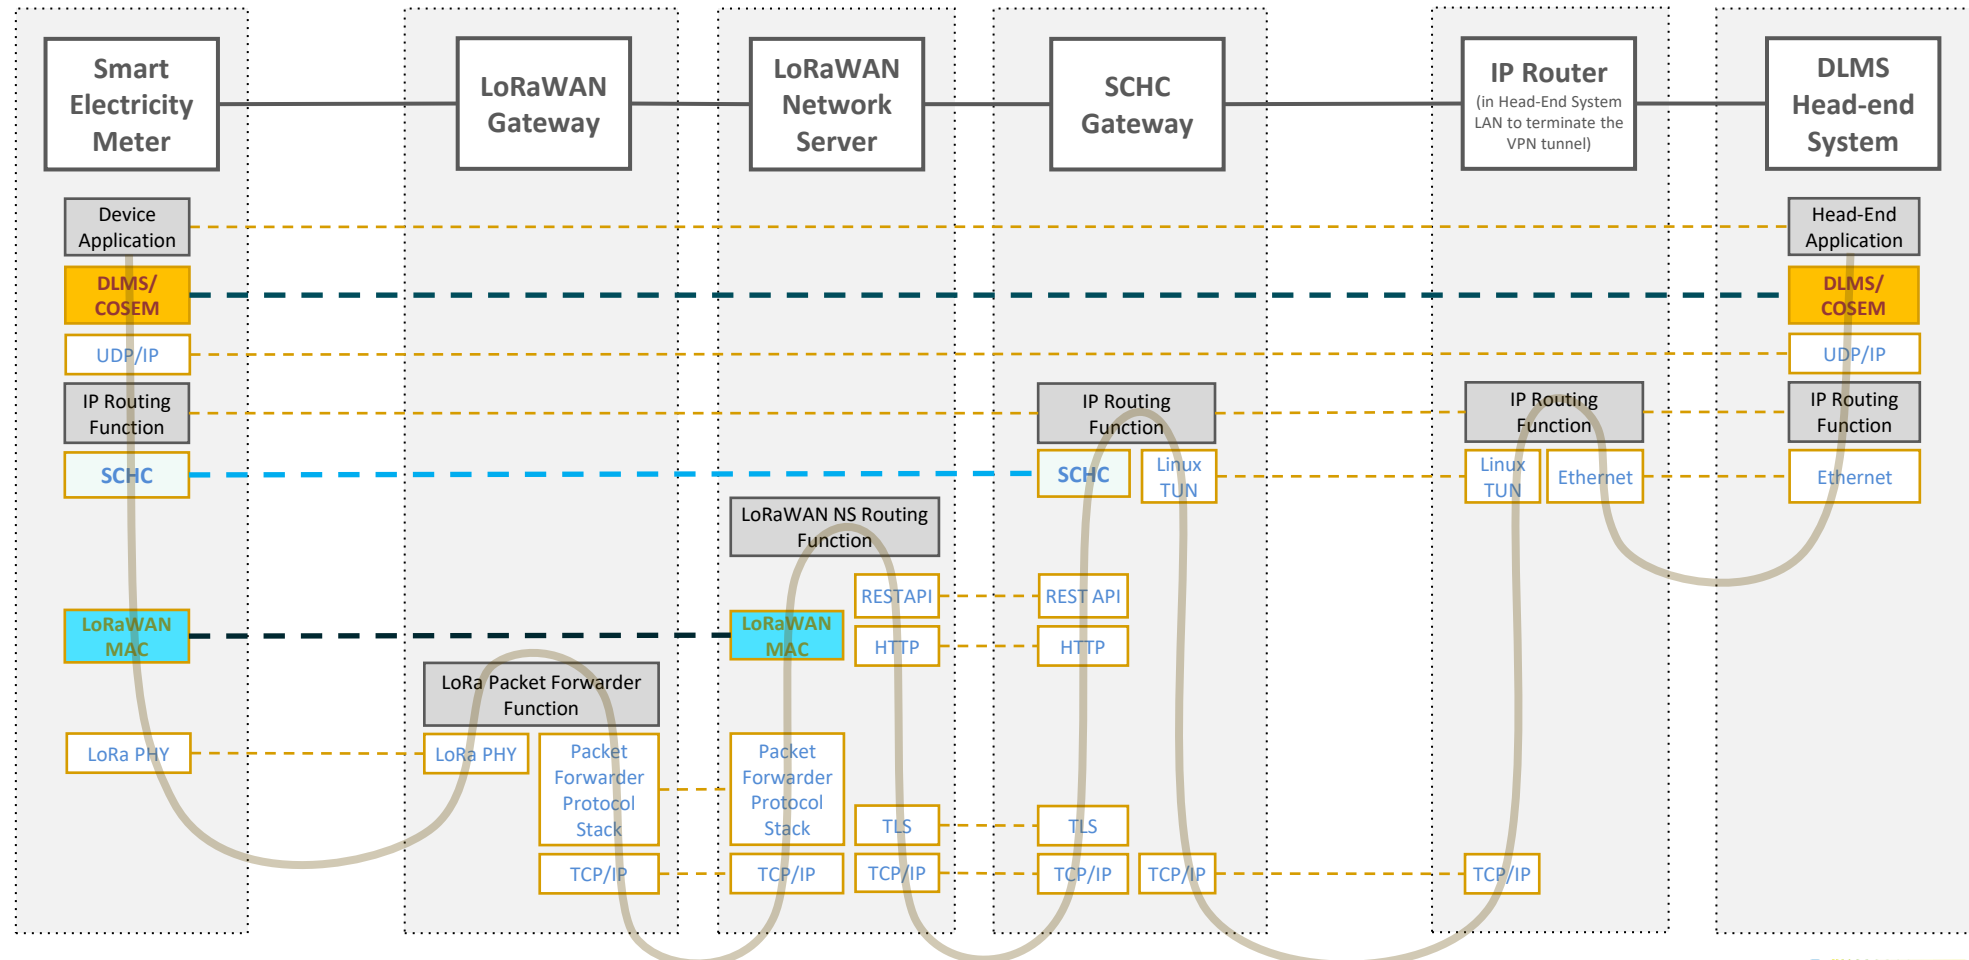 Smart
Electricity
Meter
LoRaWAN
Gateway
LoRaWAN
Network
Server
SCHC
Gateway
IP Router
(in Head-End System
LAN to terminate the
VPN tunnel)
DLMS
Head-end
System
Device
Application
Head-End
Application
DLMS/
COSEM
DLMS/
COSEM
UDP/IP
UDP/IP
IP Routing
Function
IP Routing
Function
IP Routing
Function
IP Routing
Function
SCHC
SCHC
Linux
TUN
Linux
TUN
Ethernet
Ethernet
LoRaWAN NS Routing
Function
RESTAPI
REST API
LoRaWAN
MAC
LoRaWAN
MAC
HTTP
HTTP
LoRa Packet Forwarder
Function
LoRa PHY
LoRa PHY
Packet
Forwarder
Protocol
Stack
Packet
Forwarder
Protocol
Stack
TLS
TLS
TCP/IP
TCP/IP
TCP/IP
TCP/IP
TCP/IP
TCP/IP